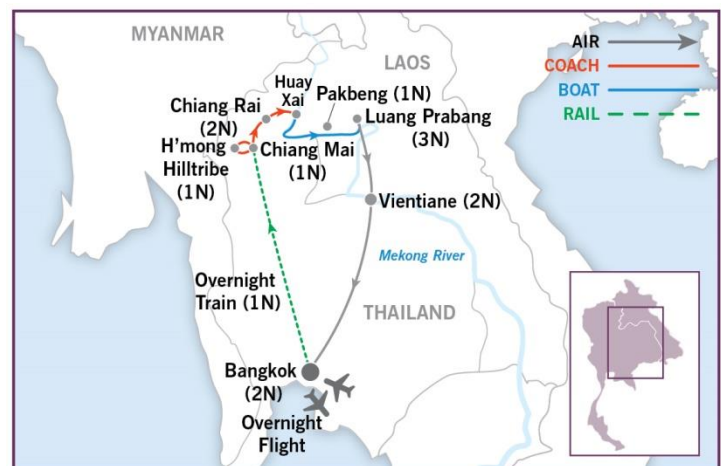 MYANMAR
LAOS
AIR
COACH
BOAT
RAIL
Huay
Xai
Pakbeng (1N)
Chiang Rai
(2N)
Luang Prabang
(3N)
H'mong
Hilltribe
(1N)
Chiang Mai
(1N)
Vientiane (2N)
Mekong River
Overnight
Train (1N)
THAILAND
Bangkok
(2N)
Overnight
Flight